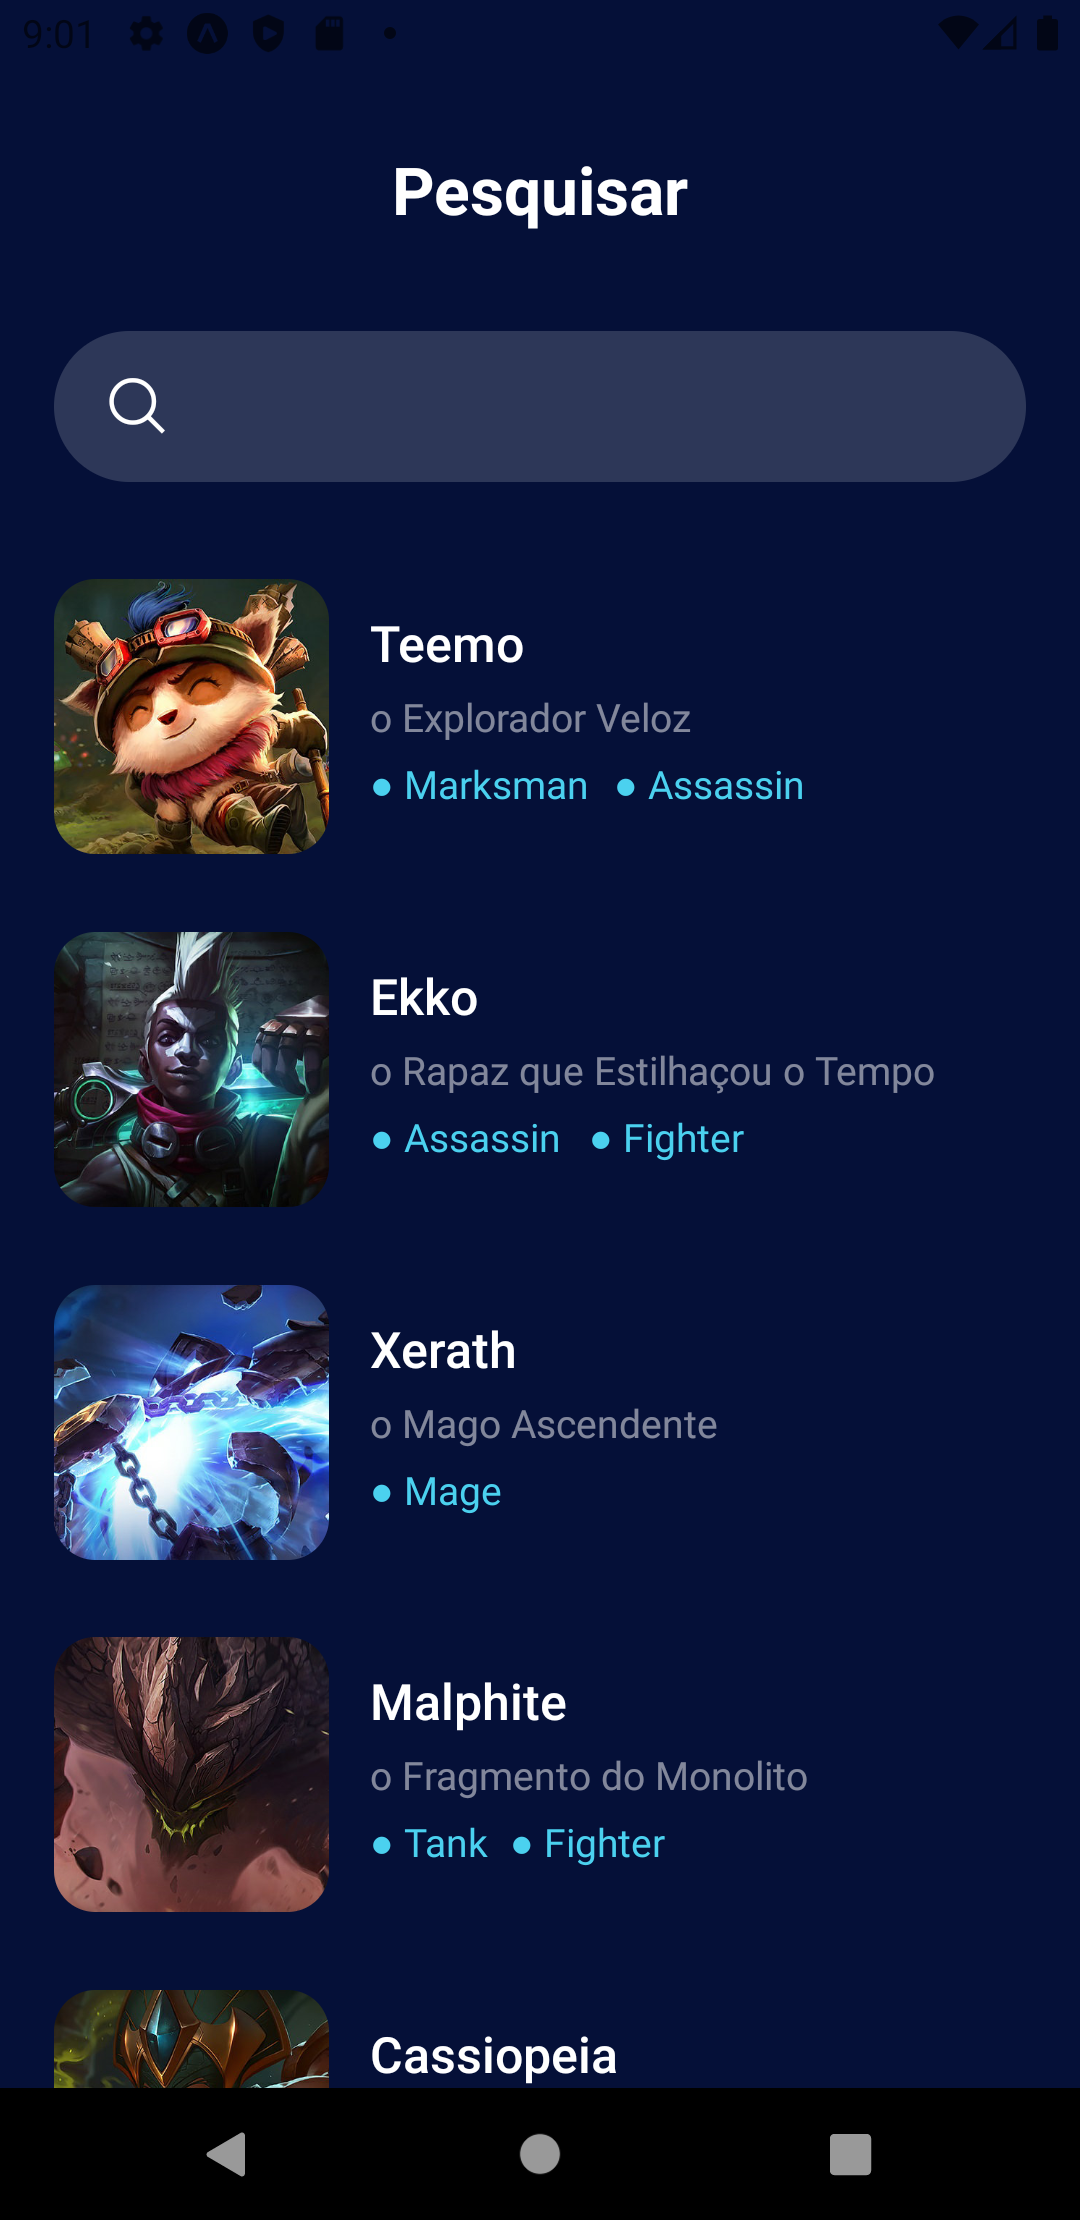 9:01
Pesquisar
Teemo
o Explorador Veloz
● Marksman ● Assassin
Ekko
o Rapaz que Estilhaçou o Tempo
● Assassin ● Fighter
Xerath
o Mago Ascendente
● Mage
Malphite
o Fragmento do Monolito
● Tank ● Fighter
Cassiopeia